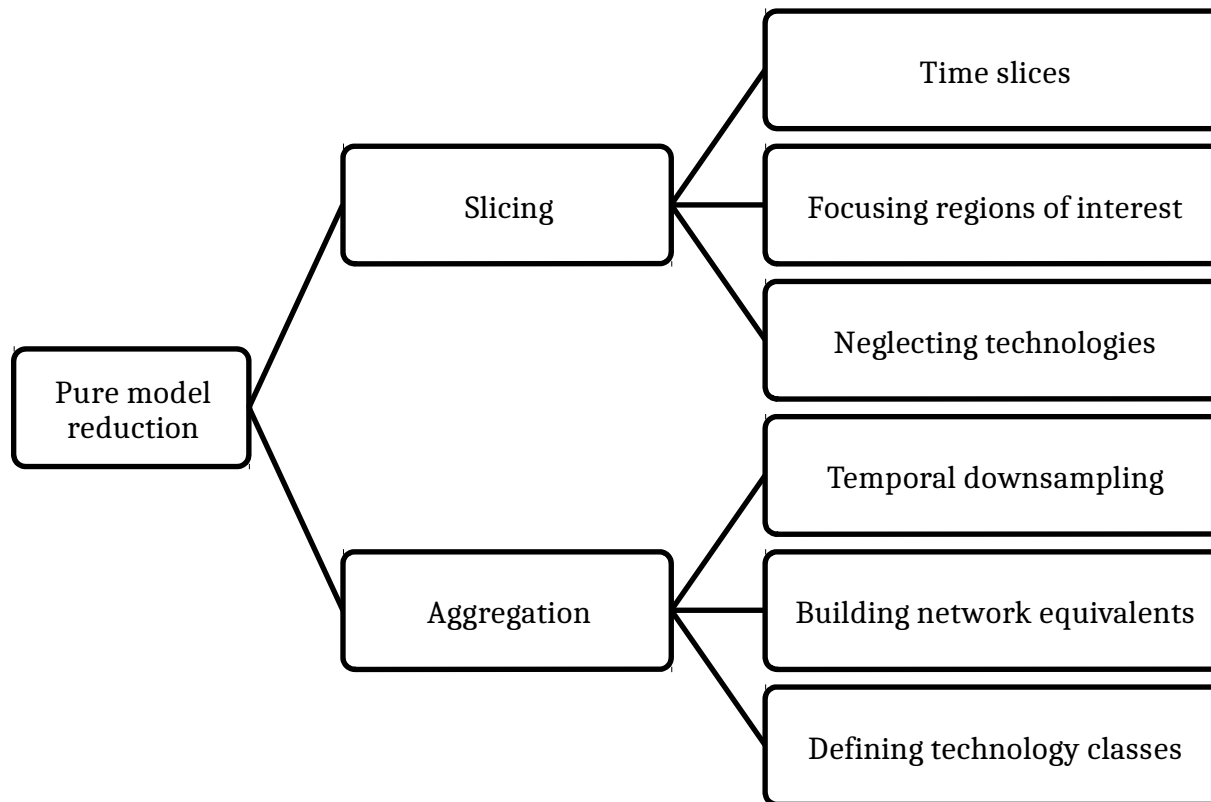 Time slices
Slicing
Focusing regions of interest
Neglecting technologies
Pure model
reduction
Temporal downsampling
Aggregation
Building network equivalents
Defining technology classes